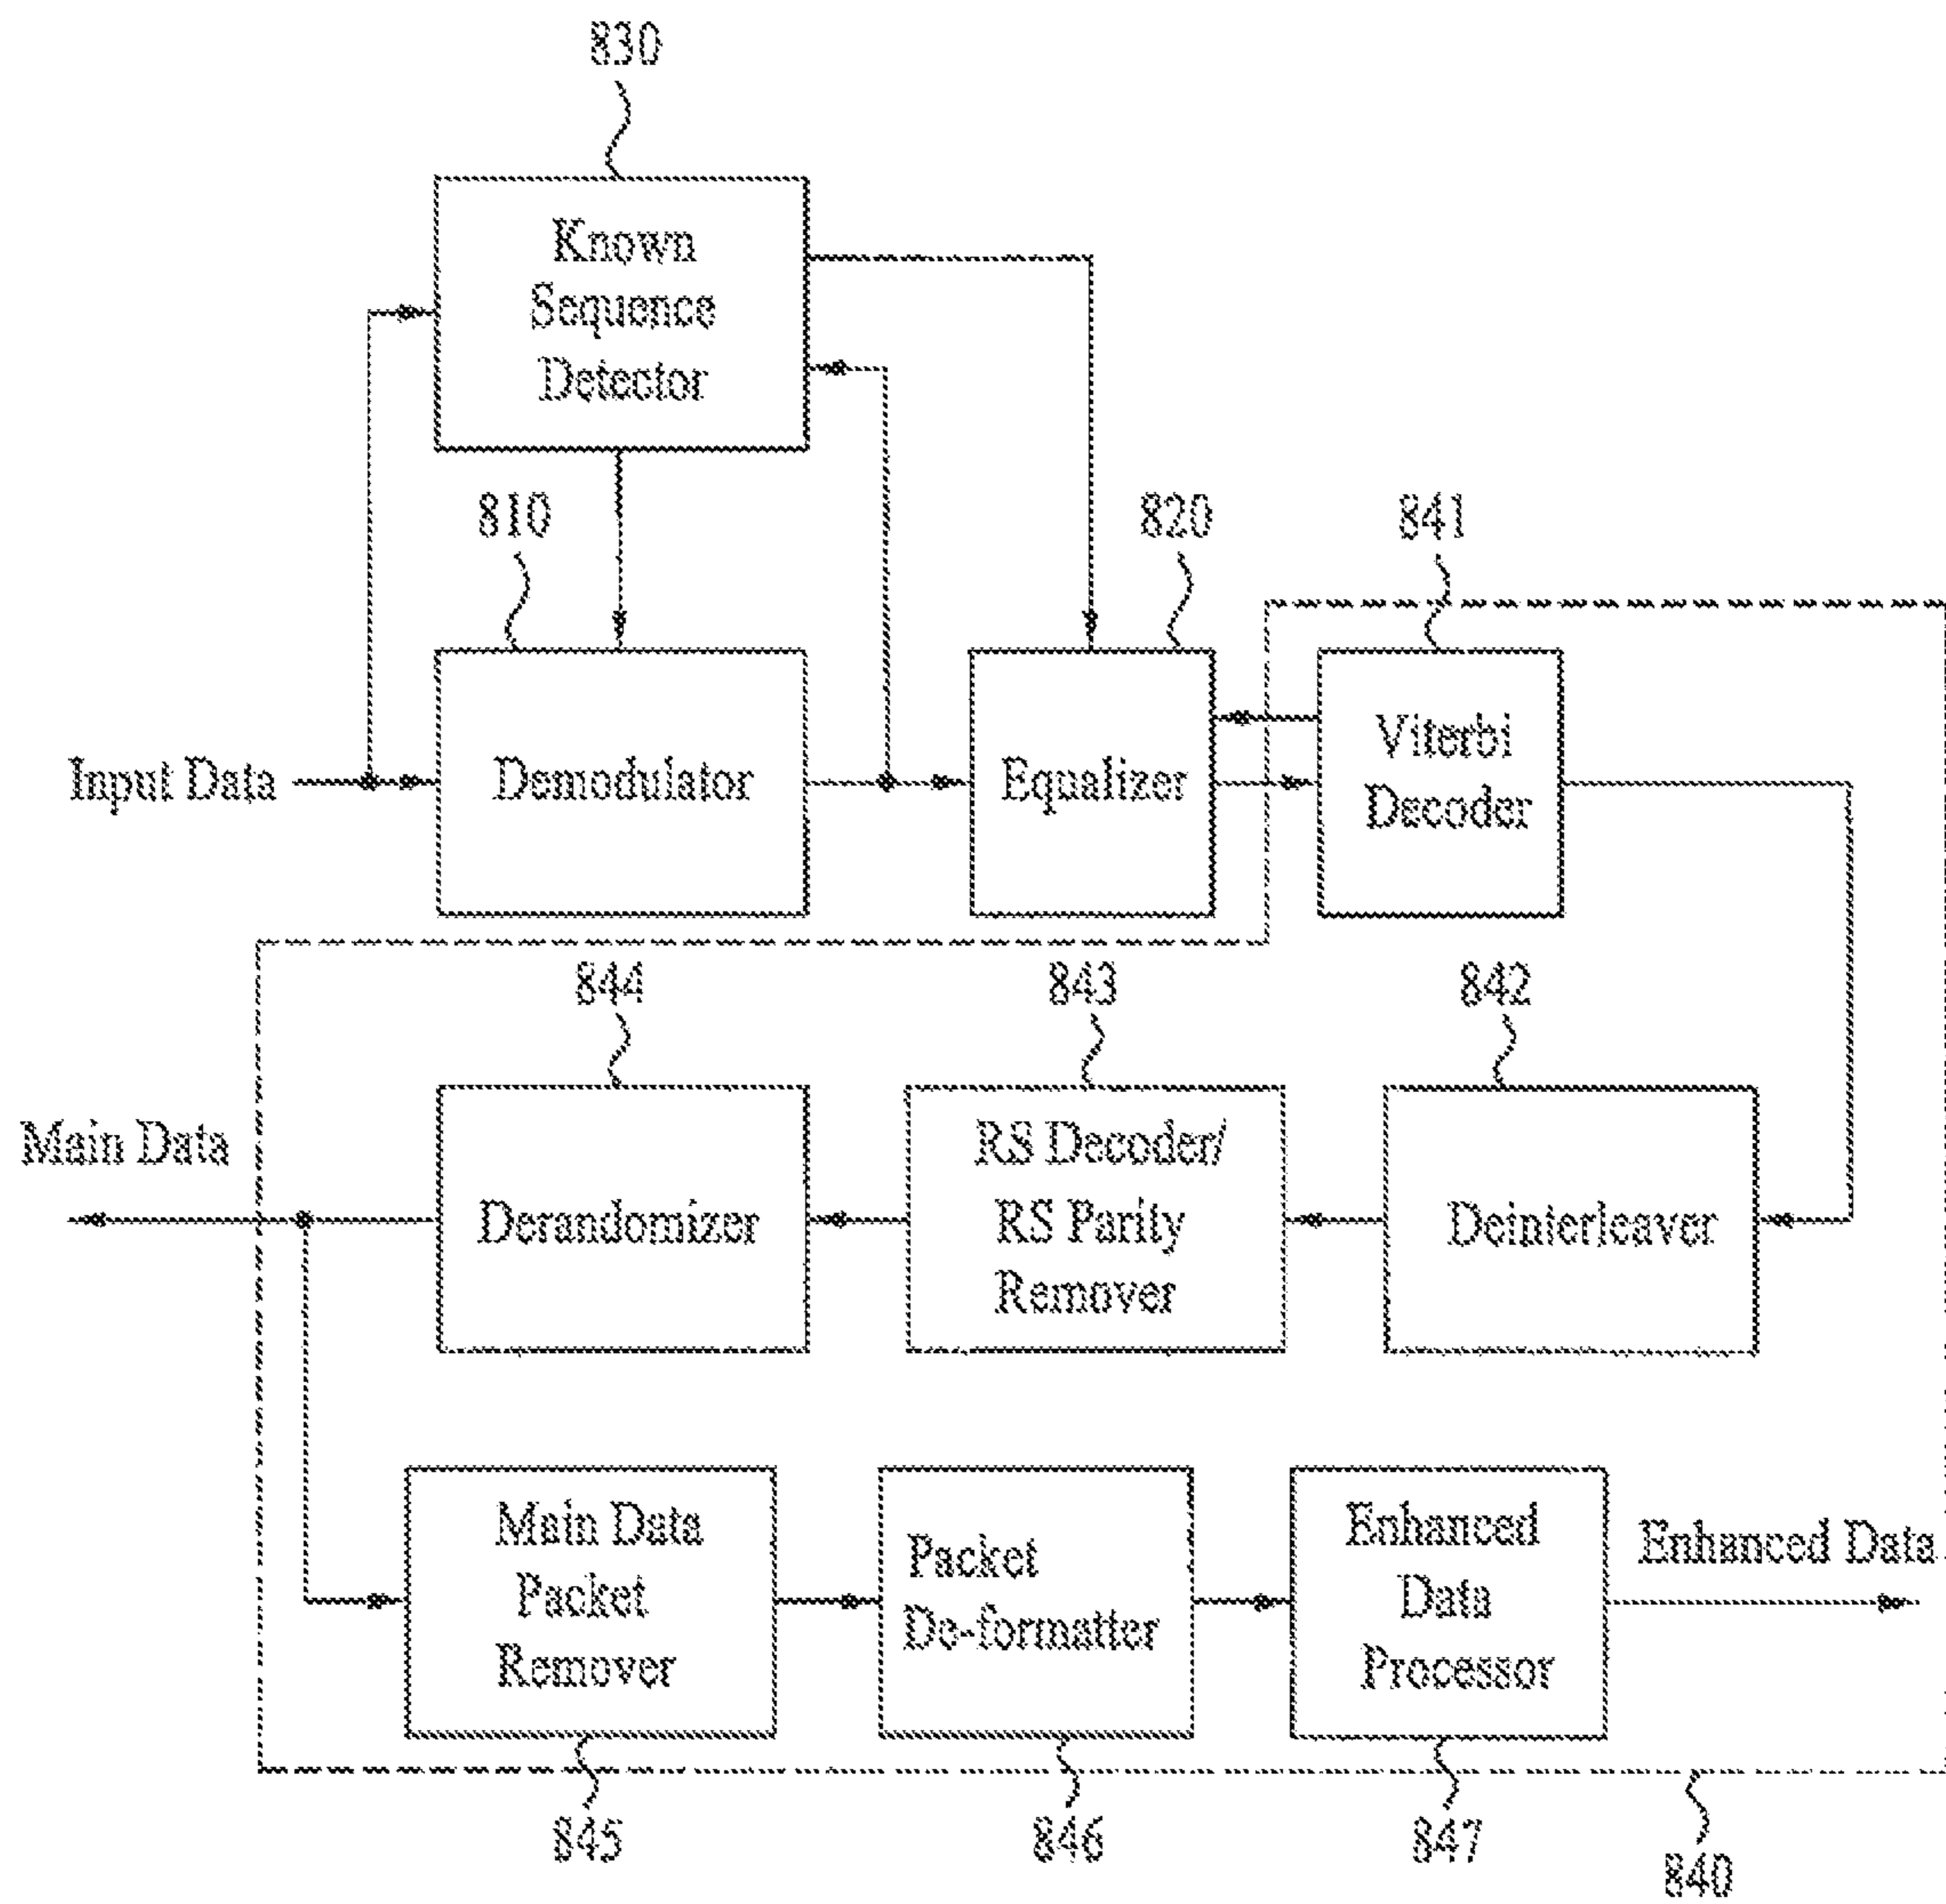 830
Known
Sequence
Detector
810
820
841
Input Data
Demodulator
Equalizer
Viterbi
Decoder
844
843
842
Main Data
Derandomizer
RS Decoder/
RS Parity
Remover
Deinterleaver
Main Data
Packet
Remover
Packet
De-formatter
Enhanced
Data
Processor
Enhanced Data
845
846
847
840